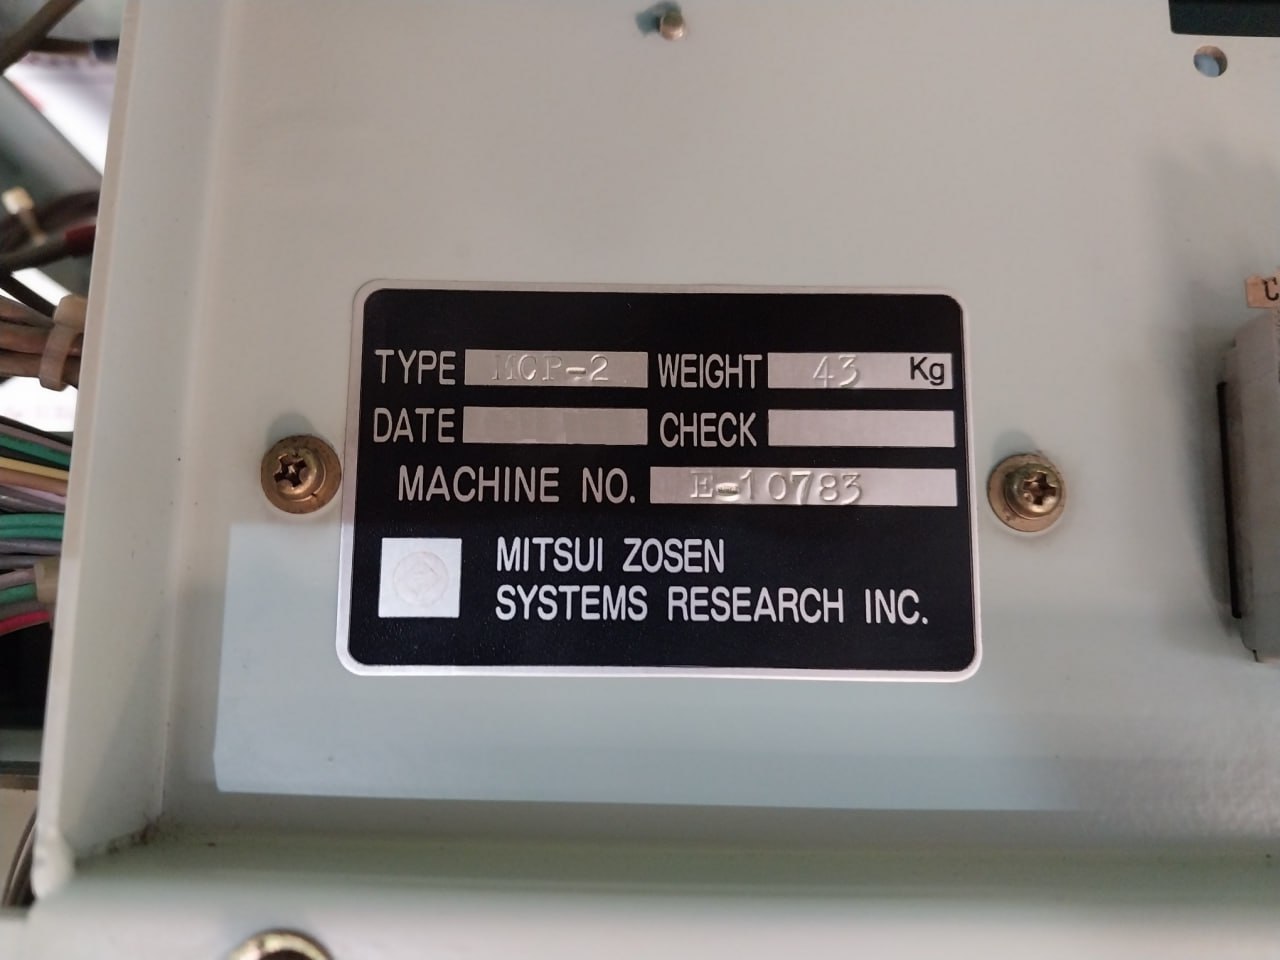 TYPE MCP-2 WEIGHT 43 Kg
DATE CHECK
MACHINE NO. E-10783
MITSUI ZOSEN
SYSTEMS RESEARCH INC.
C